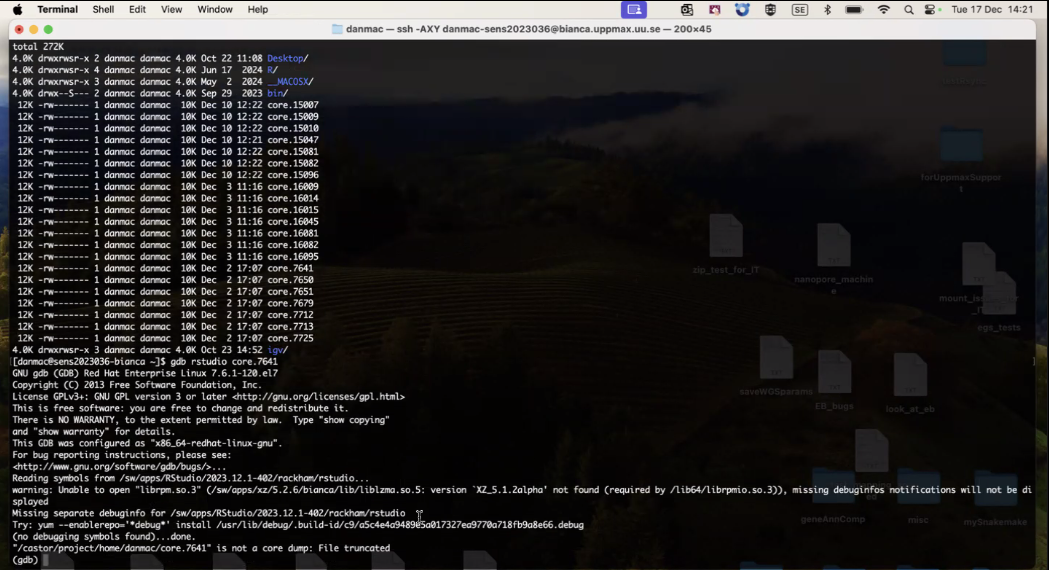 Terminal Shell Edit View Window Help SE Tue 17 Dec 14:21
danmac — ssh -AXY danmac-sens2023036@bianca.uppmax.uu.se — 200×45
total 272K
4.0K drwxrwsr-x 2 danmac danmac 4.0K Oct 22 11:08 Desktop/
4.0K drwxrwsr-x 4 danmac danmac 4.0K Jun 17 2024 R/
4.0K drwxrwsr-x 3 danmac danmac 4.0K May 2 2024 __MACOSX/
4.0K drwx--S--- 2 danmac danmac 4.0K Sep 29 2023 bin/
12K -rw------- 1 danmac danmac 10K Dec 10 12:22 core.15007
12K -rw------- 1 danmac danmac 10K Dec 10 12:22 core.15009
12K -rw------- 1 danmac danmac 10K Dec 10 12:22 core.15010
12K -rw------- 1 danmac danmac 10K Dec 10 12:21 core.15047
12K -rw------- 1 danmac danmac 10K Dec 10 12:22 core.15081
12K -rw------- 1 danmac danmac 10K Dec 10 12:22 core.15082
12K -rw------- 1 danmac danmac 10K Dec 10 12:22 core.15096
12K -rw------- 1 danmac danmac 10K Dec 3 11:16 core.16009
12K -rw------- 1 danmac danmac 10K Dec 3 11:16 core.16014
12K -rw------- 1 danmac danmac 10K Dec 3 11:16 core.16015
12K -rw------- 1 danmac danmac 10K Dec 3 11:16 core.16045
12K -rw------- 1 danmac danmac 10K Dec 3 11:16 core.16081
12K -rw------- 1 danmac danmac 10K Dec 3 11:16 core.16082
12K -rw------- 1 danmac danmac 10K Dec 3 11:16 core.16095
12K -rw------- 1 danmac danmac 10K Dec 2 17:07 core.7641
12K -rw------- 1 danmac danmac 10K Dec 2 17:07 core.7650
12K -rw------- 1 danmac danmac 10K Dec 2 17:07 core.7651
12K -rw------- 1 danmac danmac 10K Dec 2 17:07 core.7679
12K -rw------- 1 danmac danmac 10K Dec 2 17:07 core.7712
12K -rw------- 1 danmac danmac 10K Dec 2 17:07 core.7713
12K -rw------- 1 danmac danmac 10K Dec 2 17:07 core.7725
4.0K drwxrwsr-x 3 danmac danmac 4.0K Oct 23 14:52 igv/
[danmac@sens2023036-bianca ~]$ gdb rstudio core.7641
GNU gdb (GDB) Red Hat Enterprise Linux 7.6.1-120.el7
Copyright (C) 2013 Free Software Foundation, Inc.
License GPLv3+: GNU GPL version 3 or later <http://gnu.org/licenses/gpl.html>
This is free software: you are free to change and redistribute it.
There is NO WARRANTY, to the extent permitted by law. Type "show copying"
and "show warranty" for details.
This GDB was configured as "x86_64-redhat-linux-gnu".
For bug reporting instructions, please see:
<http://www.gnu.org/software/gdb/bugs/>...
Reading symbols from /sw/apps/RStudio/2023.12.1-402/rackham/rstudio...
warning: Unable to open "librpm.so.3" (/sw/apps/xz/5.2.6/bianca/lib/liblzma.so.5: version `XZ_5.1.2alpha' not found (required by /lib64/librpmio.so.3)), missing debuginfos notifications will not be di
splayed
Missing separate debuginfo for /sw/apps/RStudio/2023.12.1-402/rackham/rstudio
Try: yum --enablerepo='*debug*' install /usr/lib/debug/.build-id/c9/a5c4e4a948905a017327ea9770a718fb9a8e66.debug
(no debugging symbols found)...done.
"/castor/project/home/danmac/core.7641" is not a core dump: File truncated
(gdb)
forUppmaxSuppor
t
zip_test_for_IT
nanopore_machin
e
egs_tests
saveWGSparams
EB_bugs
look_at_eb
geneAnnComp
misc
mySnakemake